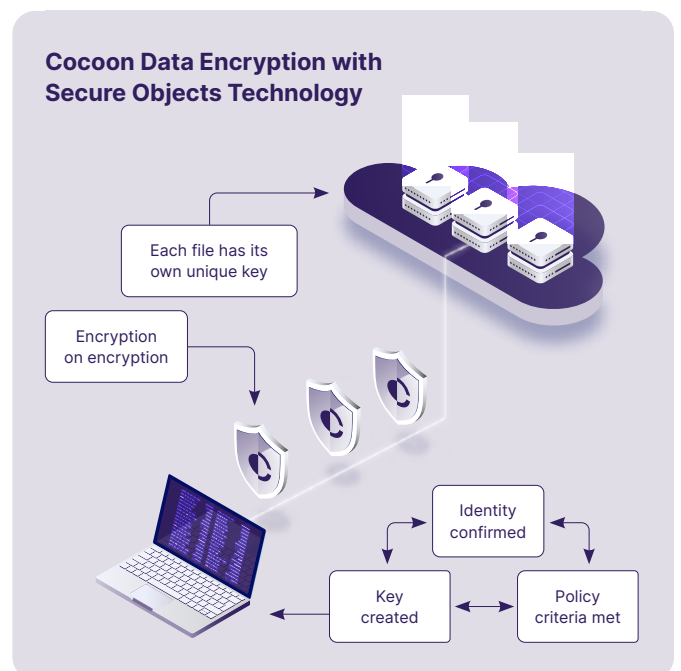 Cocoon Data Encryption with
Secure Objects Technology
Each file has its
own unique key
Encryption
on encryption
Identity
confirmed
Key
created
Policy
criteria met